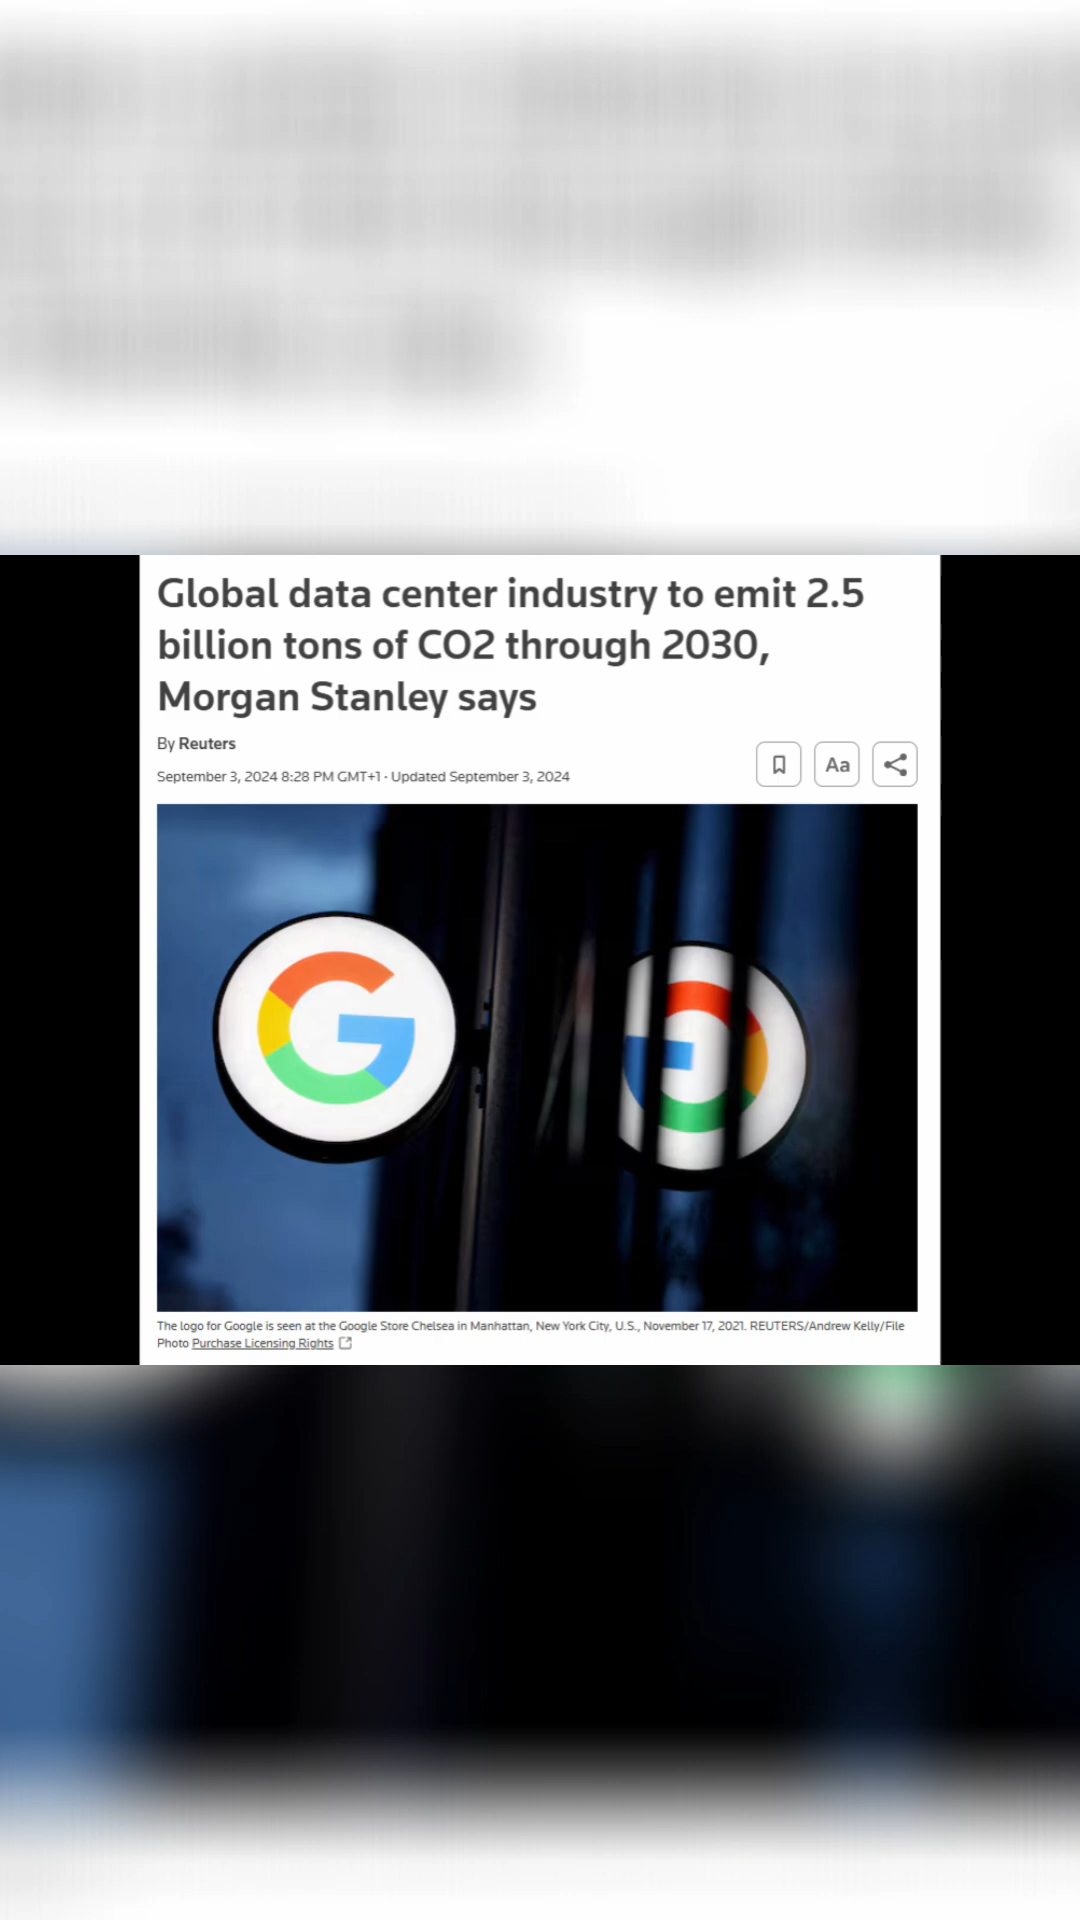 Global data center industry to emit 2.5
billion tons of CO2 through 2030,
Morgan Stanley says
By Reuters
September 3, 2024 8:28 PM GMT+1 · Updated September 3, 2024
Aa
G
G
The logo for Google is seen at the Google Store Chelsea in Manhattan, New York City, U.S., November 17, 2021. REUTERS/Andrew Kelly/File
Photo Purchase Licensing Rights